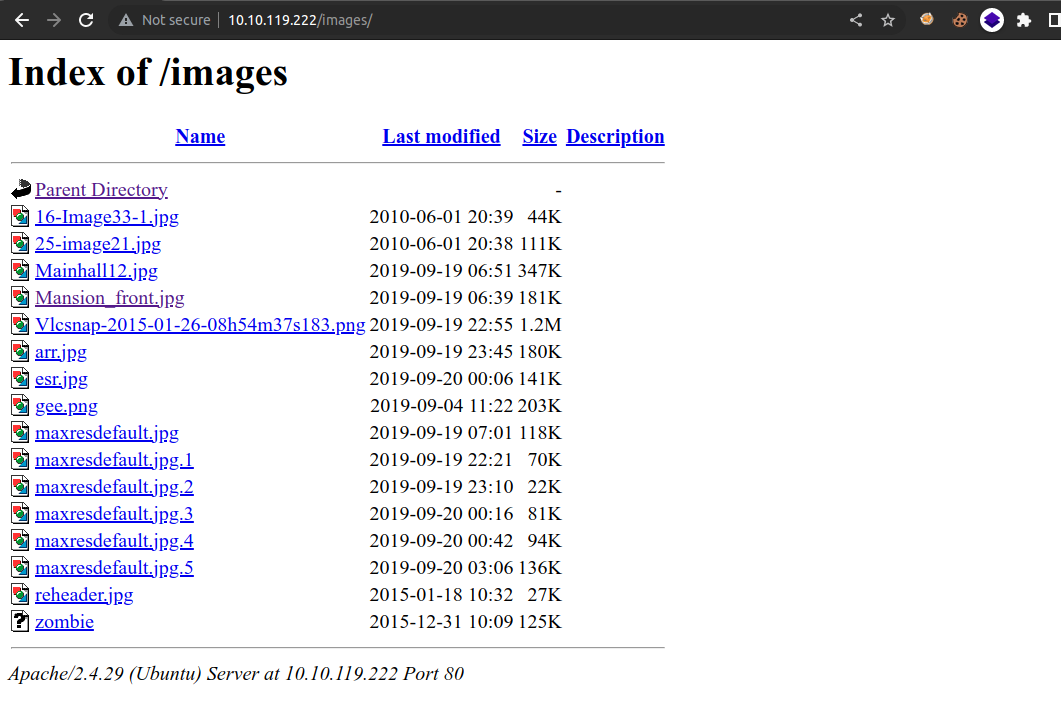 Not secure 10.10.119.222/images/
Index of /images
Name Last modified Size Description
Parent Directory -
16-Image33-1.jpg 2010-06-01 20:39 44K
25-image21.jpg 2010-06-01 20:38 111K
Mainhall12.jpg 2019-09-19 06:51 347K
Mansion_front.jpg 2019-09-19 06:39 181K
Vlcsnap-2015-01-26-08h54m37s183.png 2019-09-19 22:55 1.2M
arr.jpg 2019-09-19 23:45 180K
esr.jpg 2019-09-20 00:06 141K
gee.png 2019-09-04 11:22 203K
maxresdefault.jpg 2019-09-19 07:01 118K
maxresdefault.jpg.1 2019-09-19 22:21 70K
maxresdefault.jpg.2 2019-09-19 23:10 22K
maxresdefault.jpg.3 2019-09-20 00:16 81K
maxresdefault.jpg.4 2019-09-20 00:42 94K
maxresdefault.jpg.5 2019-09-20 03:06 136K
reheader.jpg 2015-01-18 10:32 27K
zombie 2015-12-31 10:09 125K
Apache/2.4.29 (Ubuntu) Server at 10.10.119.222 Port 80